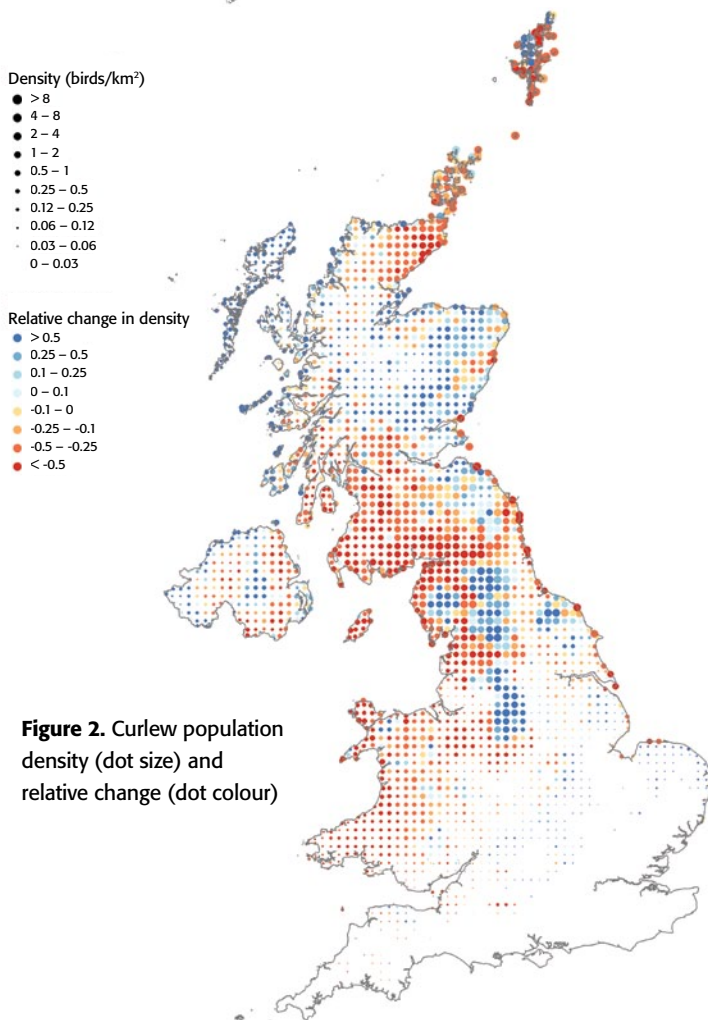 Density (birds/km²)
> 8
4 – 8
2 – 4
1 – 2
0.5 – 1
0.25 – 0.5
0.12 – 0.25
0.06 – 0.12
0.03 – 0.06
0 – 0.03
Relative change in density
> 0.5
0.25 – 0.5
0.1 – 0.25
0 – 0.1
-0.1 – 0
-0.25 – -0.1
-0.5 – -0.25
< -0.5
Figure 2. Curlew population
density (dot size) and
relative change (dot colour)